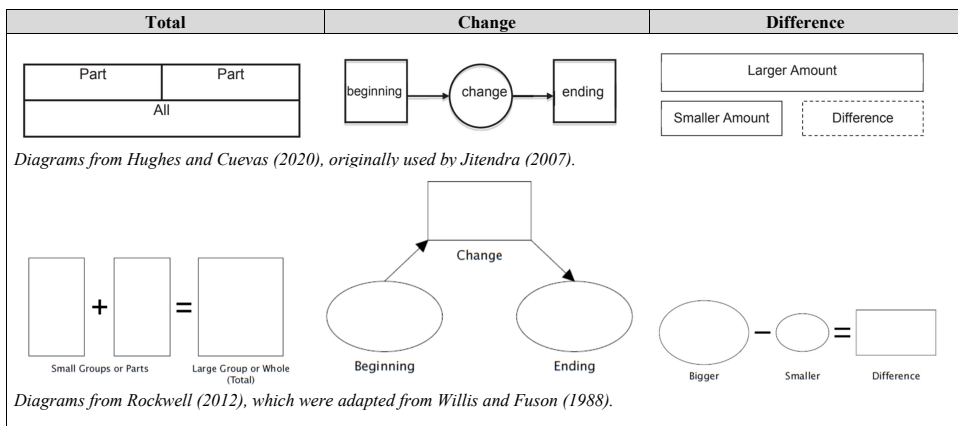 Total Change Difference
Part Part
All
beginning change ending
Larger Amount
Smaller Amount Difference
Diagrams from Hughes and Cuevas (2020), originally used by Jitendra (2007).
+ =
Small Groups or Parts Large Group or Whole
(Total)
Change
Beginning Ending
− =
Bigger Smaller Difference
Diagrams from Rockwell (2012), which were adapted from Willis and Fuson (1988).